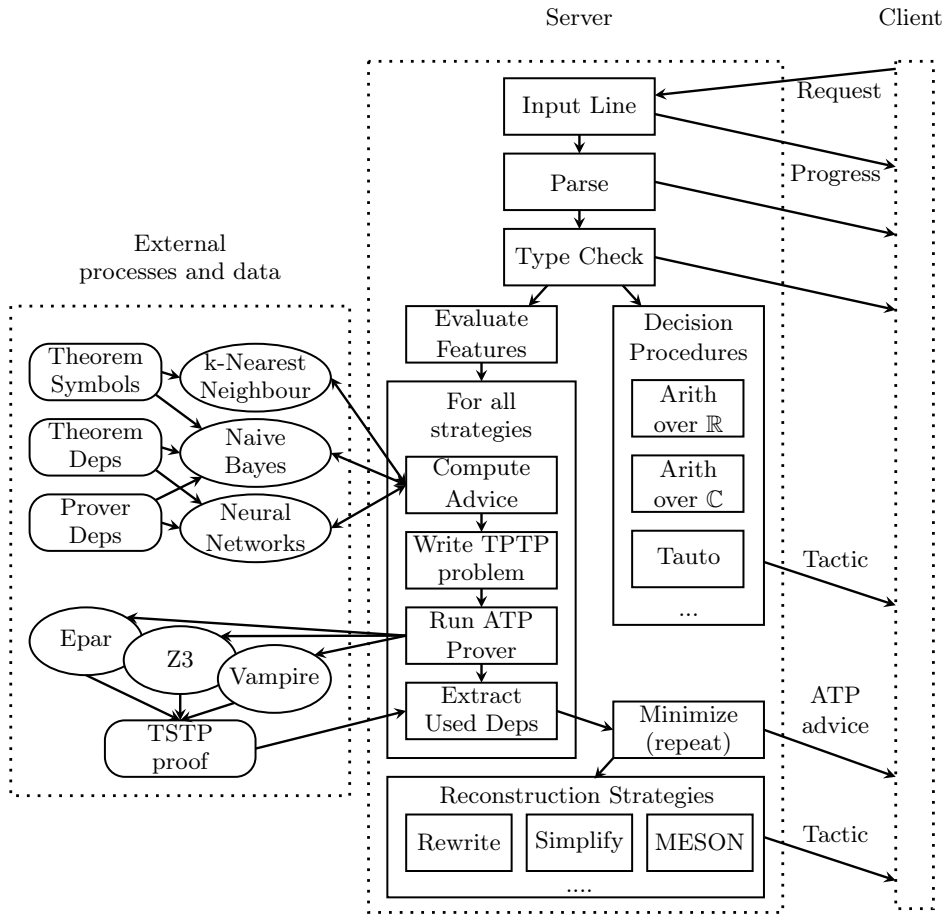 Server
Client
Input Line
Request
Parse
Progress
Type Check
External
processes and data
Evaluate
Features
Decision
Procedures
Theorem
Symbols
k-Nearest
Neighbour
For all
strategies
Arith
over ℝ
Theorem
Deps
Naive
Bayes
Compute
Advice
Arith
over ℂ
Prover
Deps
Neural
Networks
Write TPTP
problem
Tauto
Tactic
...
Epar
Z3
Vampire
Run ATP
Prover
TSTP
proof
Extract
Used Deps
Minimize
(repeat)
ATP
advice
Reconstruction Strategies
Rewrite
Simplify
MESON
Tactic
....